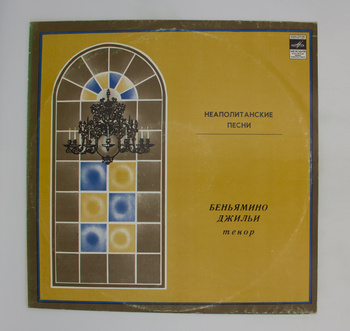 НЕАПОЛИТАНСКИЕ
ПЕСНИ
БЕНЬЯМИНО
ДЖИЛЬИ
тенор